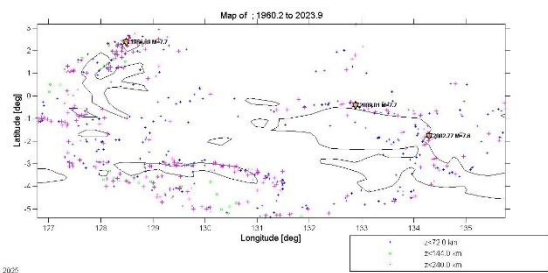 Map of ; 1960.2 to 2023.9
Latitude [deg]
3
2
1
0
-1
-2
-3
-4
-5
M=7.7
M=7.7
M=7.6
127
128
129
130
131
132
133
134
135
Longitude [deg]
z<72.0 km
z<144.0 km
z<240.0 km
2025